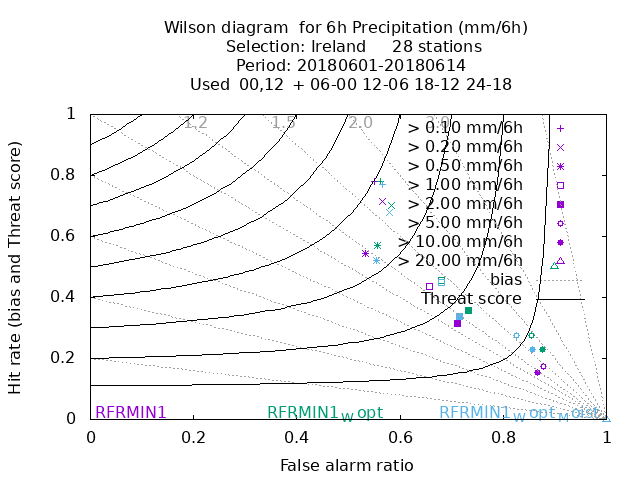 Wilson diagram  for 6h Precipitation (mm/6h)
Selection: Ireland     28 stations
Period: 20180601-20180614
Used  00,12  + 06-00 12-06 18-12 24-18
Hit rate (bias and Threat score)
1
0.8
0.6
0.4
0.2
0
1.2
1.5
2.0
> 0.10 mm/6h
> 0.20 mm/6h
> 0.50 mm/6h
> 1.00 mm/6h
> 2.00 mm/6h
> 5.00 mm/6h
> 10.00 mm/6h
> 20.00 mm/6h
bias
Threat score
RFRMIN1 RFRMIN1W opt RFRMIN1W opt
0 0.2 0.4 0.6 0.8 1
False alarm ratio